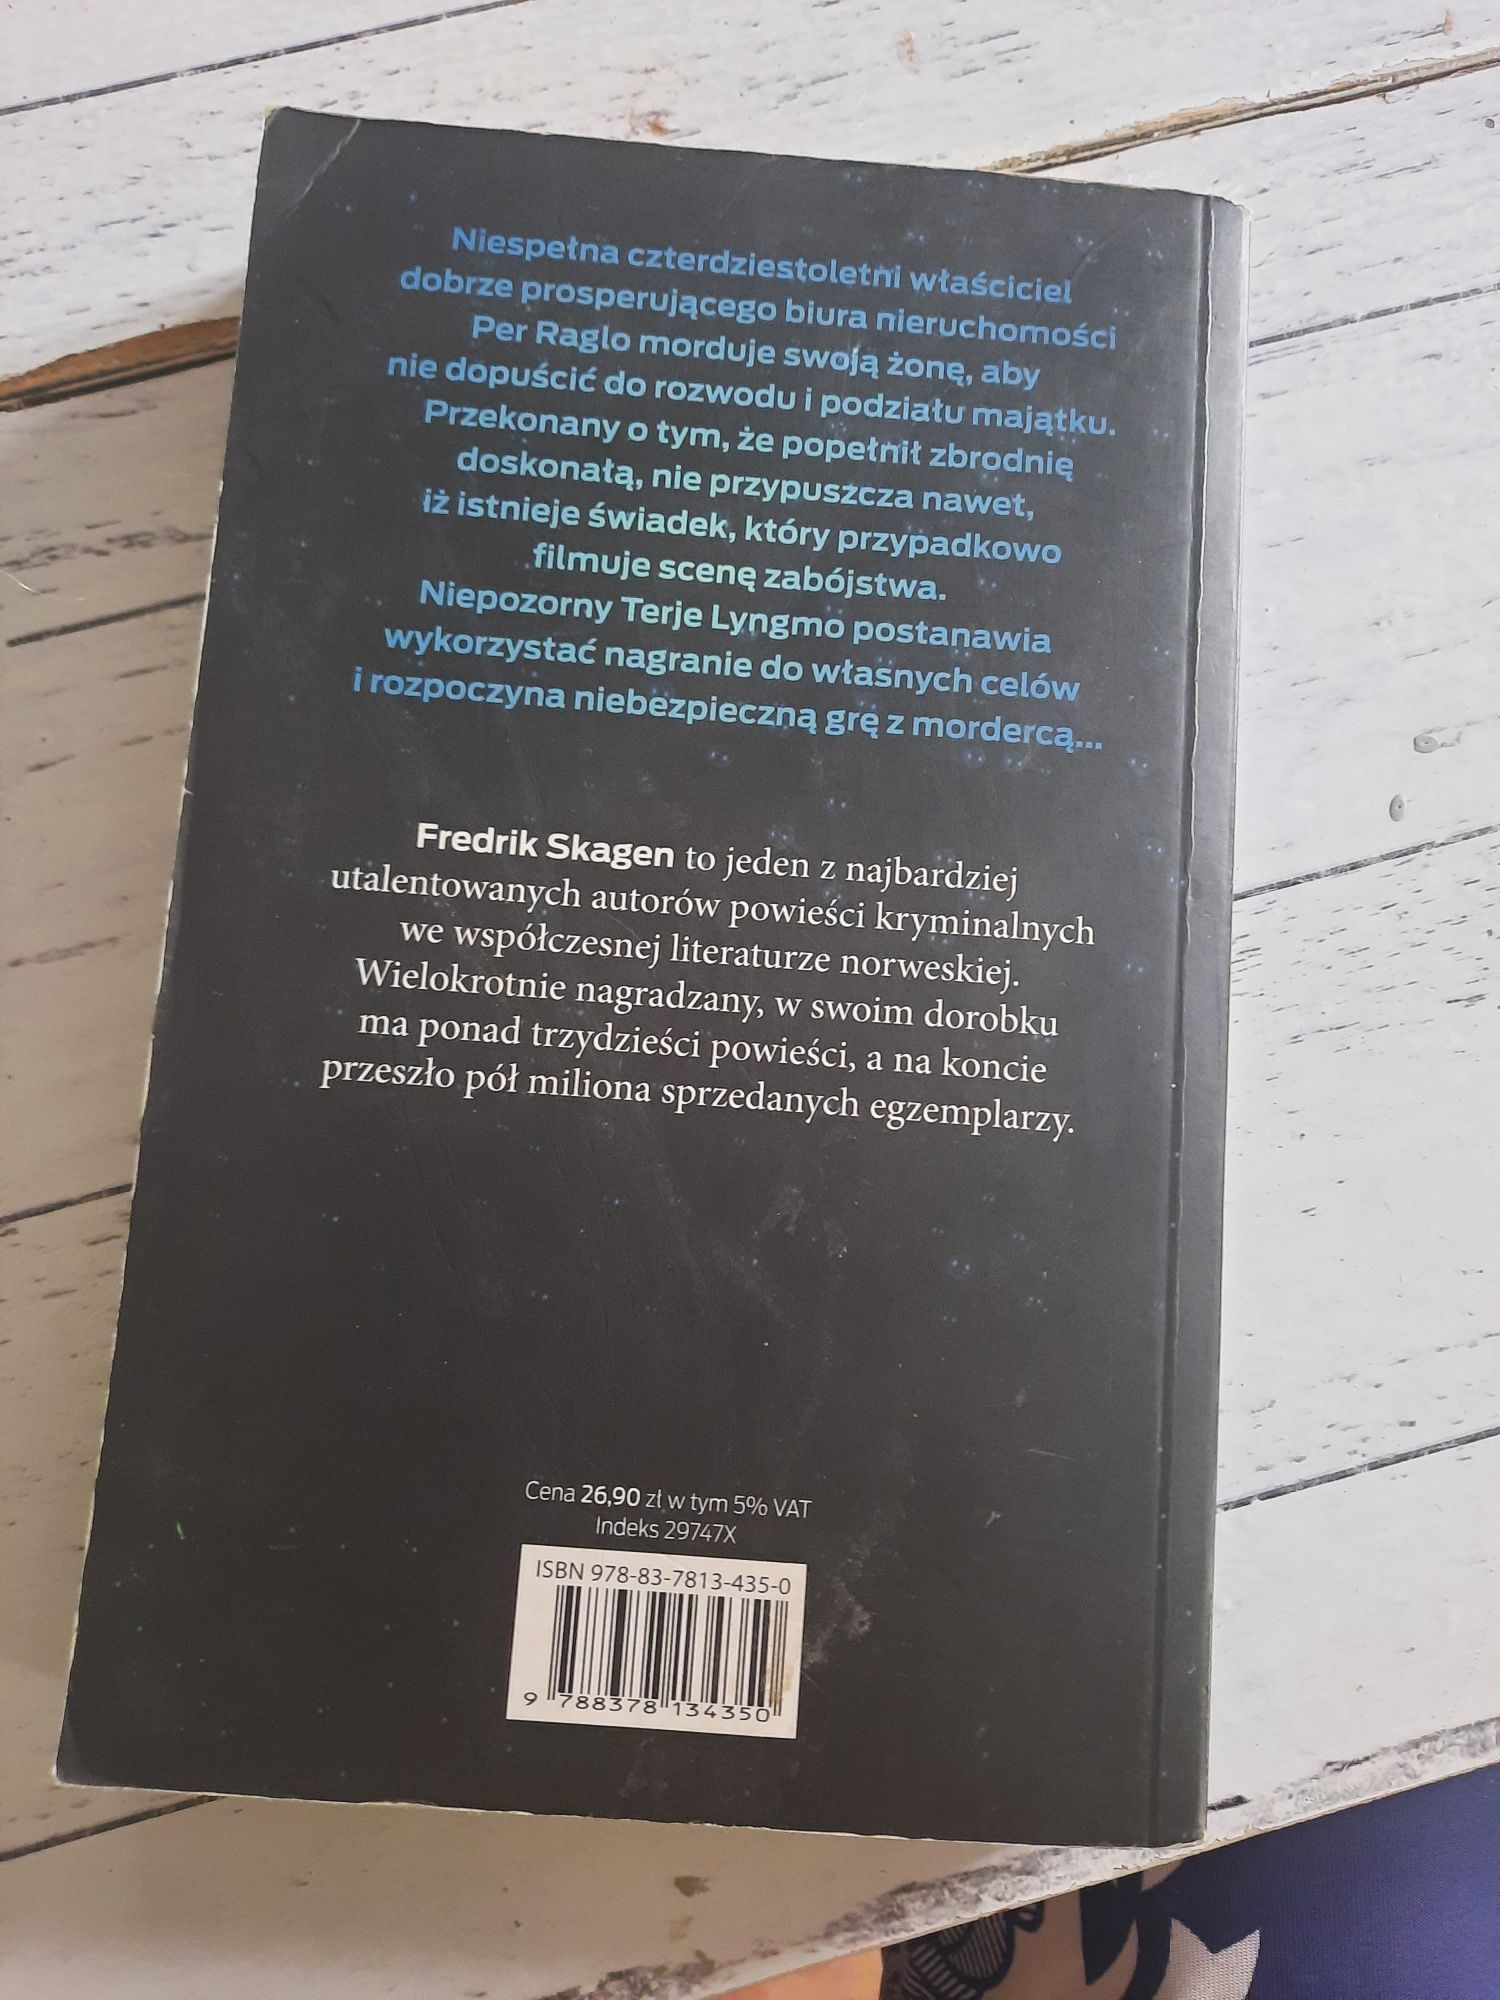 Niespełna czterdziestoletni właściciel
dobrze prosperującego biura nieruchomości
Per Raglo morduje swoją żonę, aby
nie dopuścić do rozwodu i podziału majątku.
Przekonany o tym, że popełnił zbrodnię
doskonałą, nie przypuszcza nawet,
iż istnieje świadek, który przypadkowo
filmuje scenę zabójstwa.
Niepozorny Terje Lyngmo postanawia
wykorzystać nagranie do własnych celów
i rozpoczyna niebezpieczną grę z mordercą...
Fredrik Skagen to jeden z najbardziej
utalentowanych autorów powieści kryminalnych
we współczesnej literaturze norweskiej.
Wielokrotnie nagradzany, w swoim dorobku
ma ponad trzydzieści powieści, a na koncie
przeszło pół miliona sprzedanych egzemplarzy.
Cena 26,90 zł w tym 5% VAT
Indeks 29747X
ISBN 978-83-7813-435-0
9 788378 134350